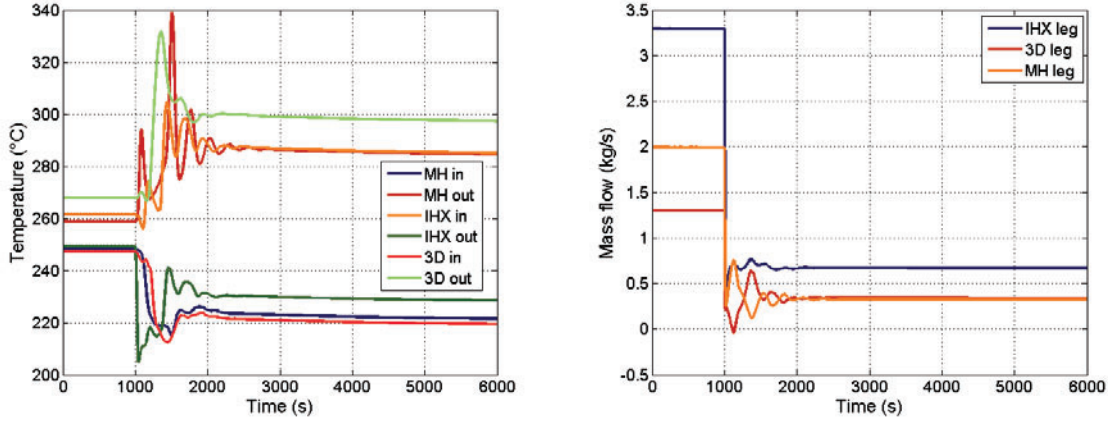 340
320
300
280
260
240
220
200
Temperature (°C)
MH in
MH out
IHX in
IHX out
3D in
3D out
0 1000 2000 3000 4000 5000 6000
Time (s)
3.5
3
2.5
2
1.5
1
0.5
0
-0.5
Mass flow (kg/s)
IHX leg
3D leg
MH leg
0 1000 2000 3000 4000 5000 6000
Time (s)